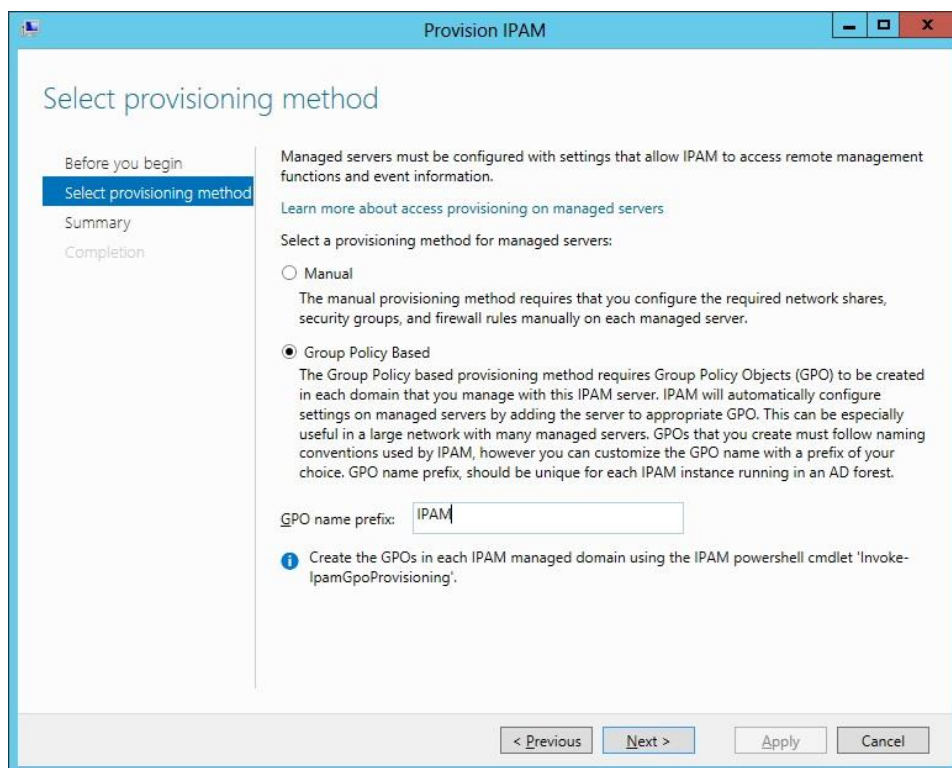 Provision IPAM
Select provisioning method
Before you begin
Select provisioning method
Summary
Completion
Managed servers must be configured with settings that allow IPAM to access remote management
functions and event information.
Learn more about access provisioning on managed servers
Select a provisioning method for managed servers:
Manual
The manual provisioning method requires that you configure the required network shares,
security groups, and firewall rules manually on each managed server.
Group Policy Based
The Group Policy based provisioning method requires Group Policy Objects (GPO) to be created
in each domain that you manage with this IPAM server. IPAM will automatically configure
settings on managed servers by adding the server to appropriate GPO. This can be especially
useful in a large network with many managed servers. GPOs that you create must follow naming
conventions used by IPAM, however you can customize the GPO name with a prefix of your
choice. GPO name prefix, should be unique for each IPAM instance running in an AD forest.
GPO name prefix: IPAM
Create the GPOs in each IPAM managed domain using the IPAM powershell cmdlet 'Invoke-
IpamGpoProvisioning'.
< Previous Next > Apply Cancel